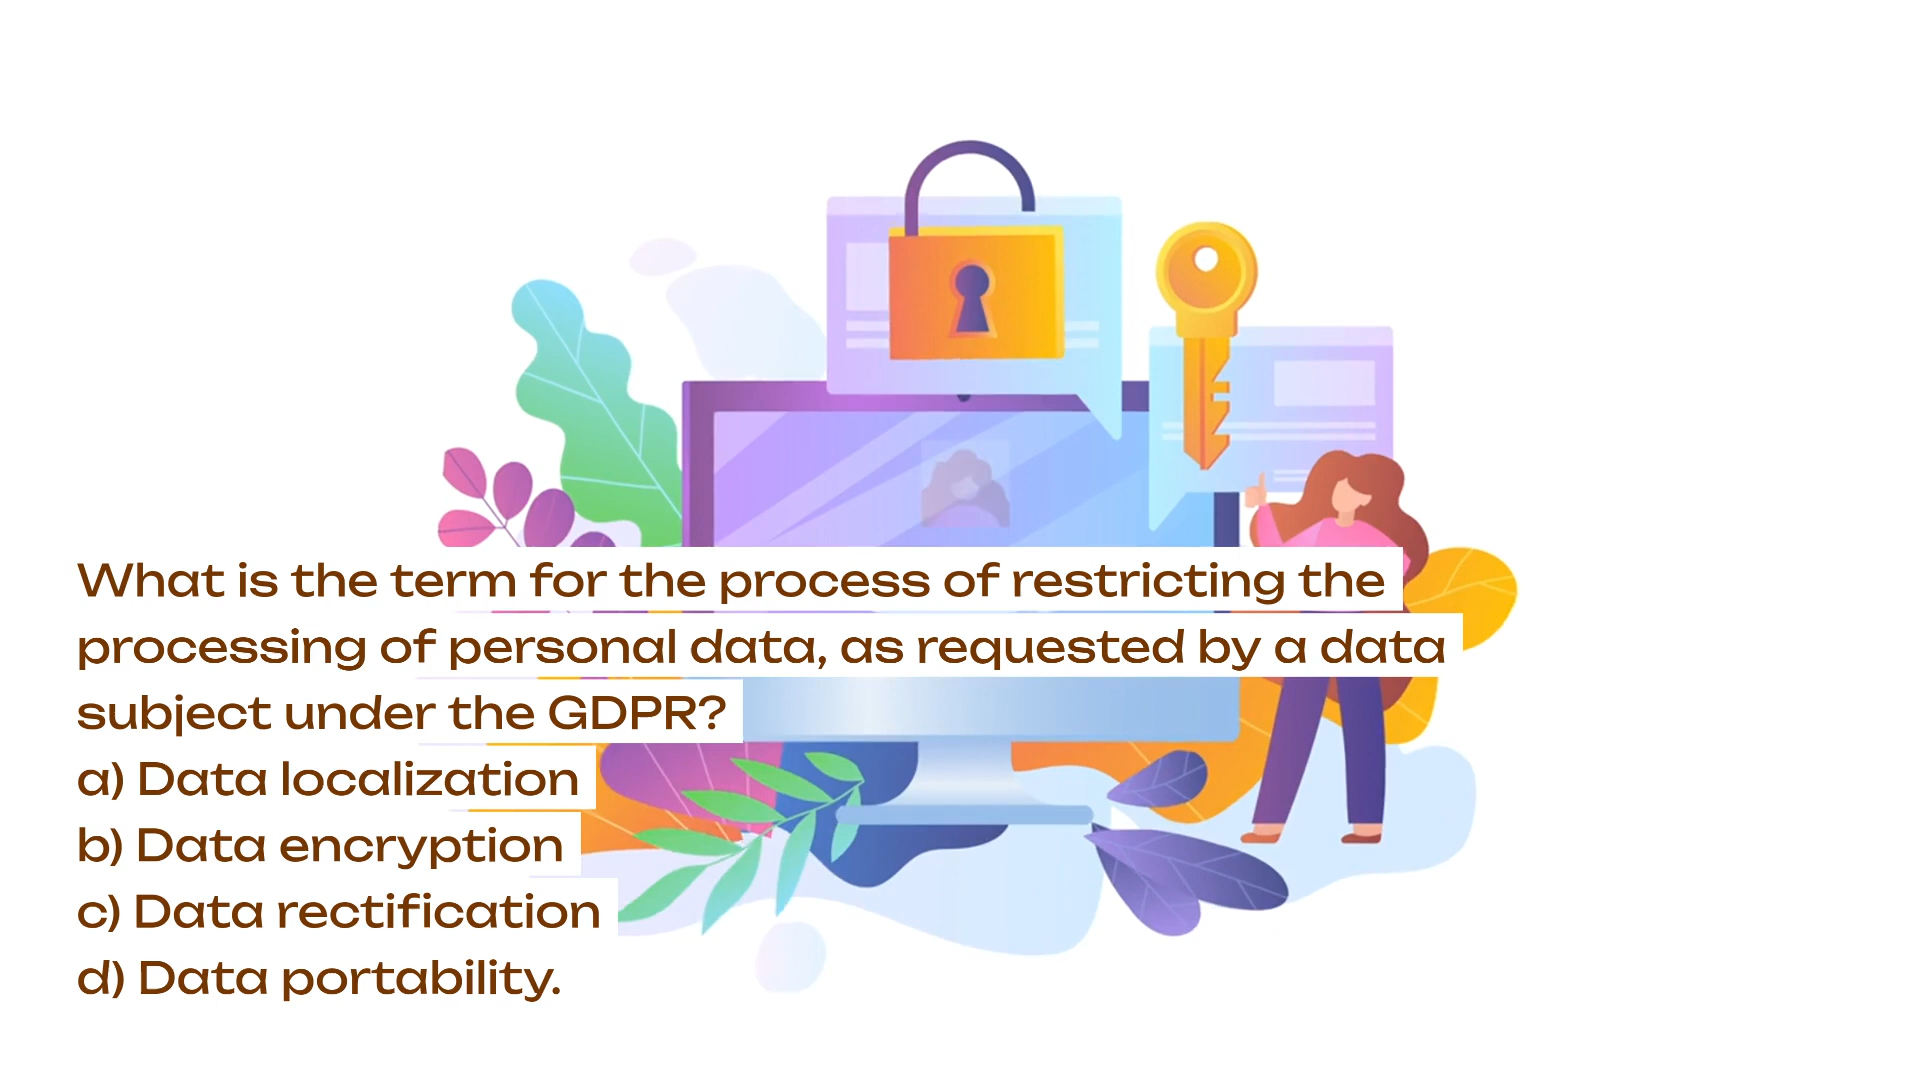 What is the term for the process of restricting the
processing of personal data, as requested by a data
subject under the GDPR?
a) Data localization
b) Data encryption
c) Data rectification
d) Data portability.